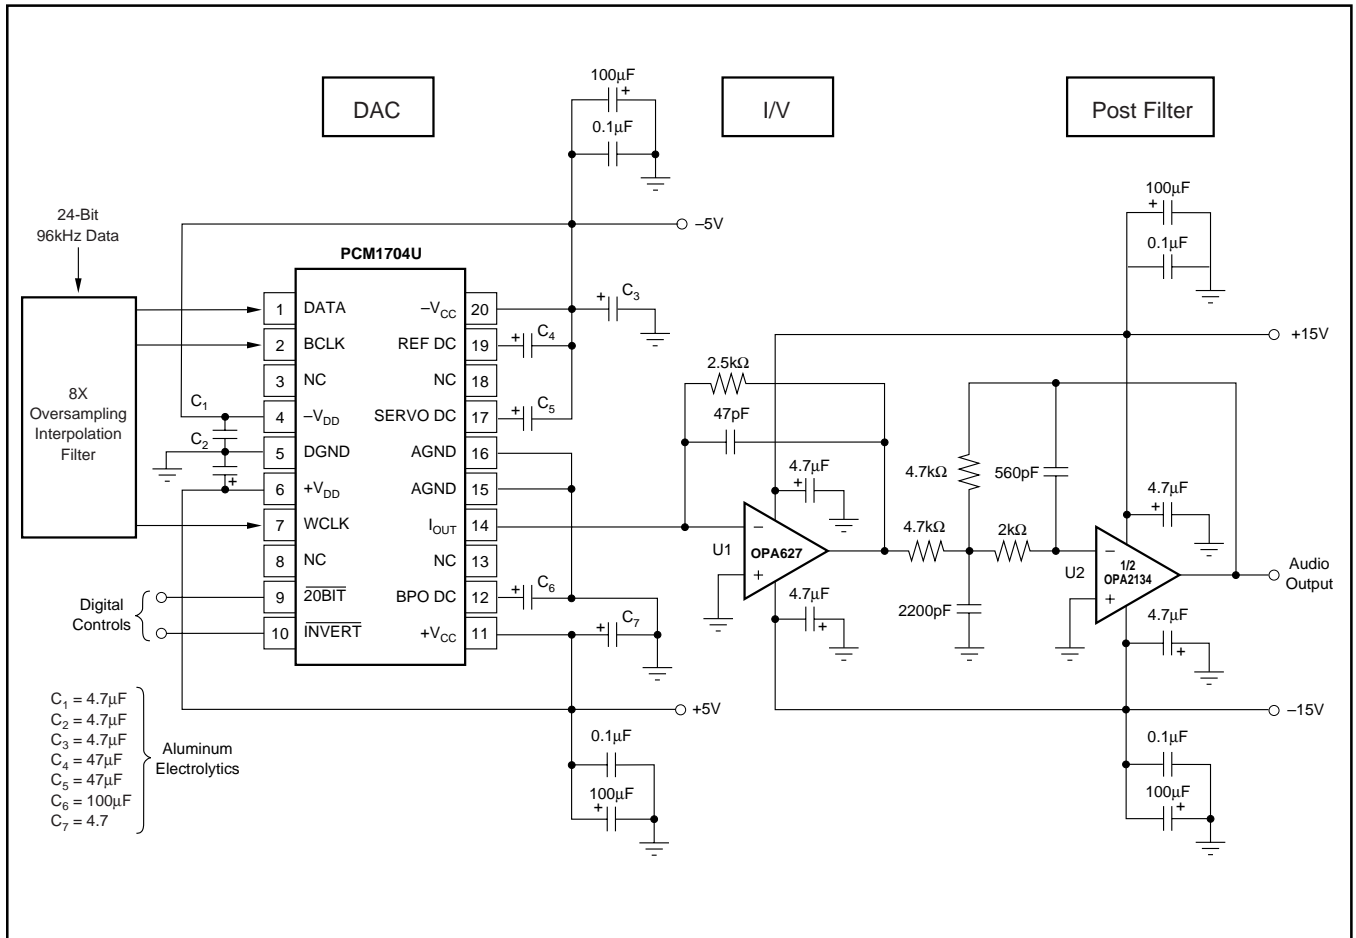 DAC
I/V
Post Filter
100μF
+
0.1μF
–5V
100μF
+
0.1μF
+15V
24-Bit
96kHz Data
8X
Oversampling
Interpolation
Filter
PCM1704U
1 DATA
2 BCLK
3 NC
4 –VDD
5 DGND
6 +VDD
7 WCLK
8 NC
9 20BIT
10 INVERT
–VCC 20
REF DC 19
NC 18
SERVO DC 17
AGND 16
AGND 15
IOUT 14
NC 13
BPO DC 12
+VCC 11
C1
C2
+
+ C3
+ C4
+ C5
+ C6
+ C7
Digital
Controls
+5V
0.1μF
100μF
+
2.5kΩ
47pF
4.7μF
+
U1
–
OPA627
+
4.7μF
+
4.7kΩ
4.7kΩ
560pF
2kΩ
2200pF
4.7μF
+
U2
–
1/2
OPA2134
+
4.7μF
+
Audio
Output
–15V
0.1μF
100μF
+
C1 = 4.7μF
C2 = 4.7μF
C3 = 4.7μF
C4 = 47μF
C5 = 47μF
C6 = 100μF
C7 = 4.7
Aluminum
Electrolytics